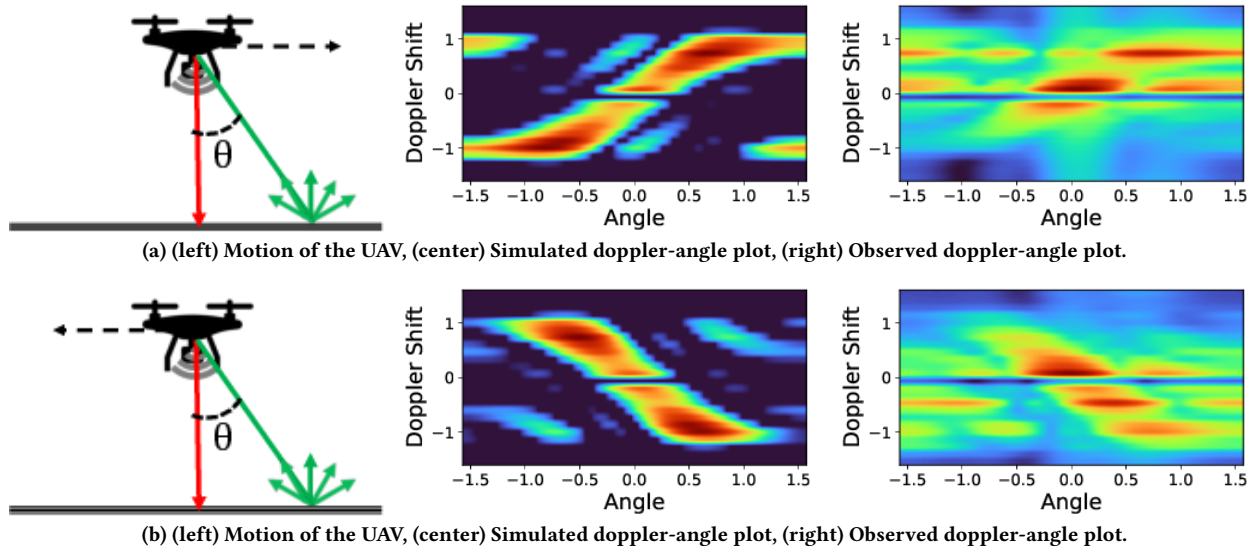 θ
Doppler Shift
1
0
−1
−1.5 −1.0 −0.5 0.0 0.5 1.0 1.5
Angle
Doppler Shift
1
0
−1
−1.5 −1.0 −0.5 0.0 0.5 1.0 1.5
Angle
(a) (left) Motion of the UAV, (center) Simulated doppler-angle plot, (right) Observed doppler-angle plot.
θ
Doppler Shift
1
0
−1
−1.5 −1.0 −0.5 0.0 0.5 1.0 1.5
Angle
Doppler Shift
1
0
−1
−1.5 −1.0 −0.5 0.0 0.5 1.0 1.5
Angle
(b) (left) Motion of the UAV, (center) Simulated doppler-angle plot, (right) Observed doppler-angle plot.